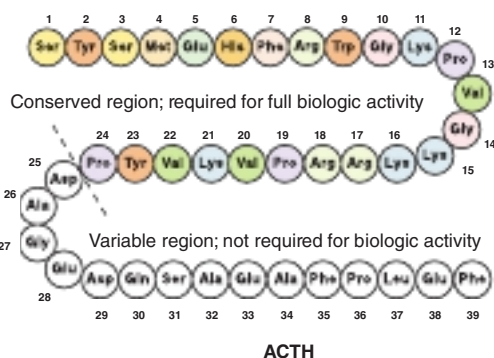 1 2 3 4 5 6 7 8 9 10 11 12 13
Ser Tyr Ser Met Glu His Phe Arg Trp Gly Lys Pro Val
Conserved region; required for full biologic activity
Gly 14
24 23 22 21 20 19 18 17 16 15
Pro Tyr Val Lys Val Pro Arg Arg Lys Lys
25 Asp
26 Ala
27 Gly
Variable region; not required for biologic activity
28 Glu
Asp Gln Ser Ala Glu Ala Phe Pro Leu Glu Phe
29 30 31 32 33 34 35 36 37 38 39
ACTH